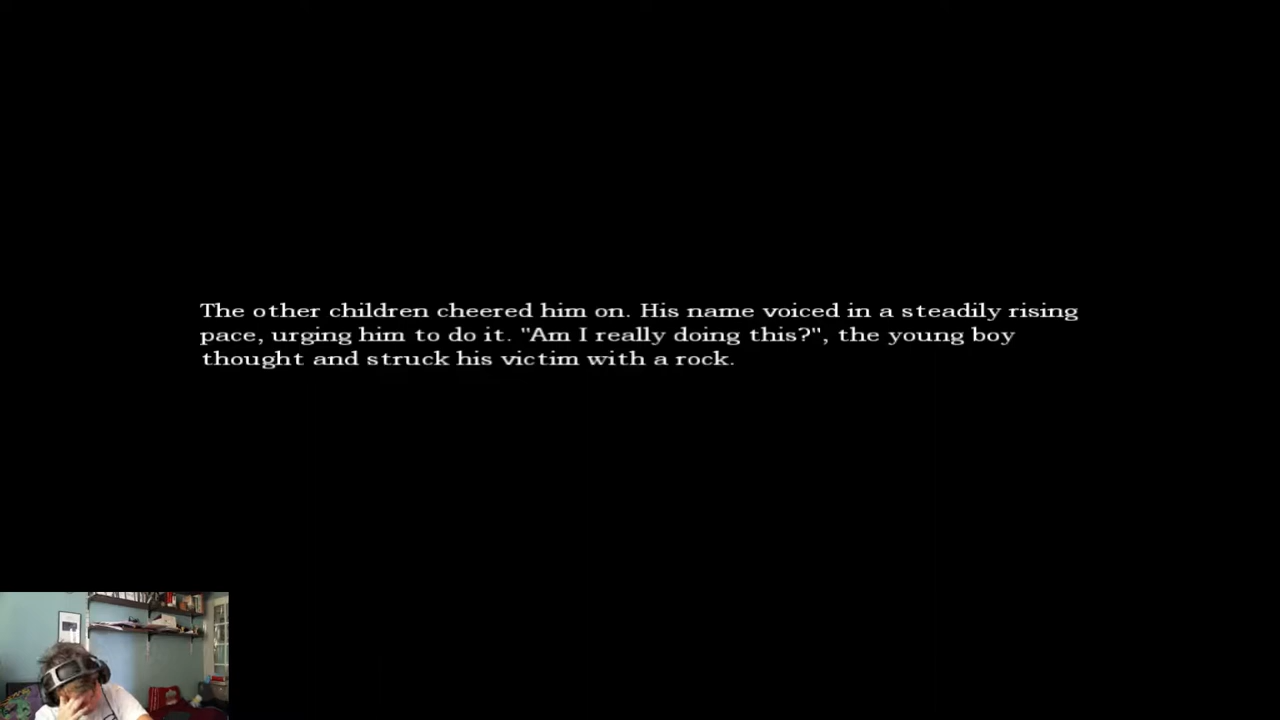 The other children cheered him on. His name voiced in a steadily rising
pace, urging him to do it. "Am I really doing this?", the young boy
thought and struck his victim with a rock.